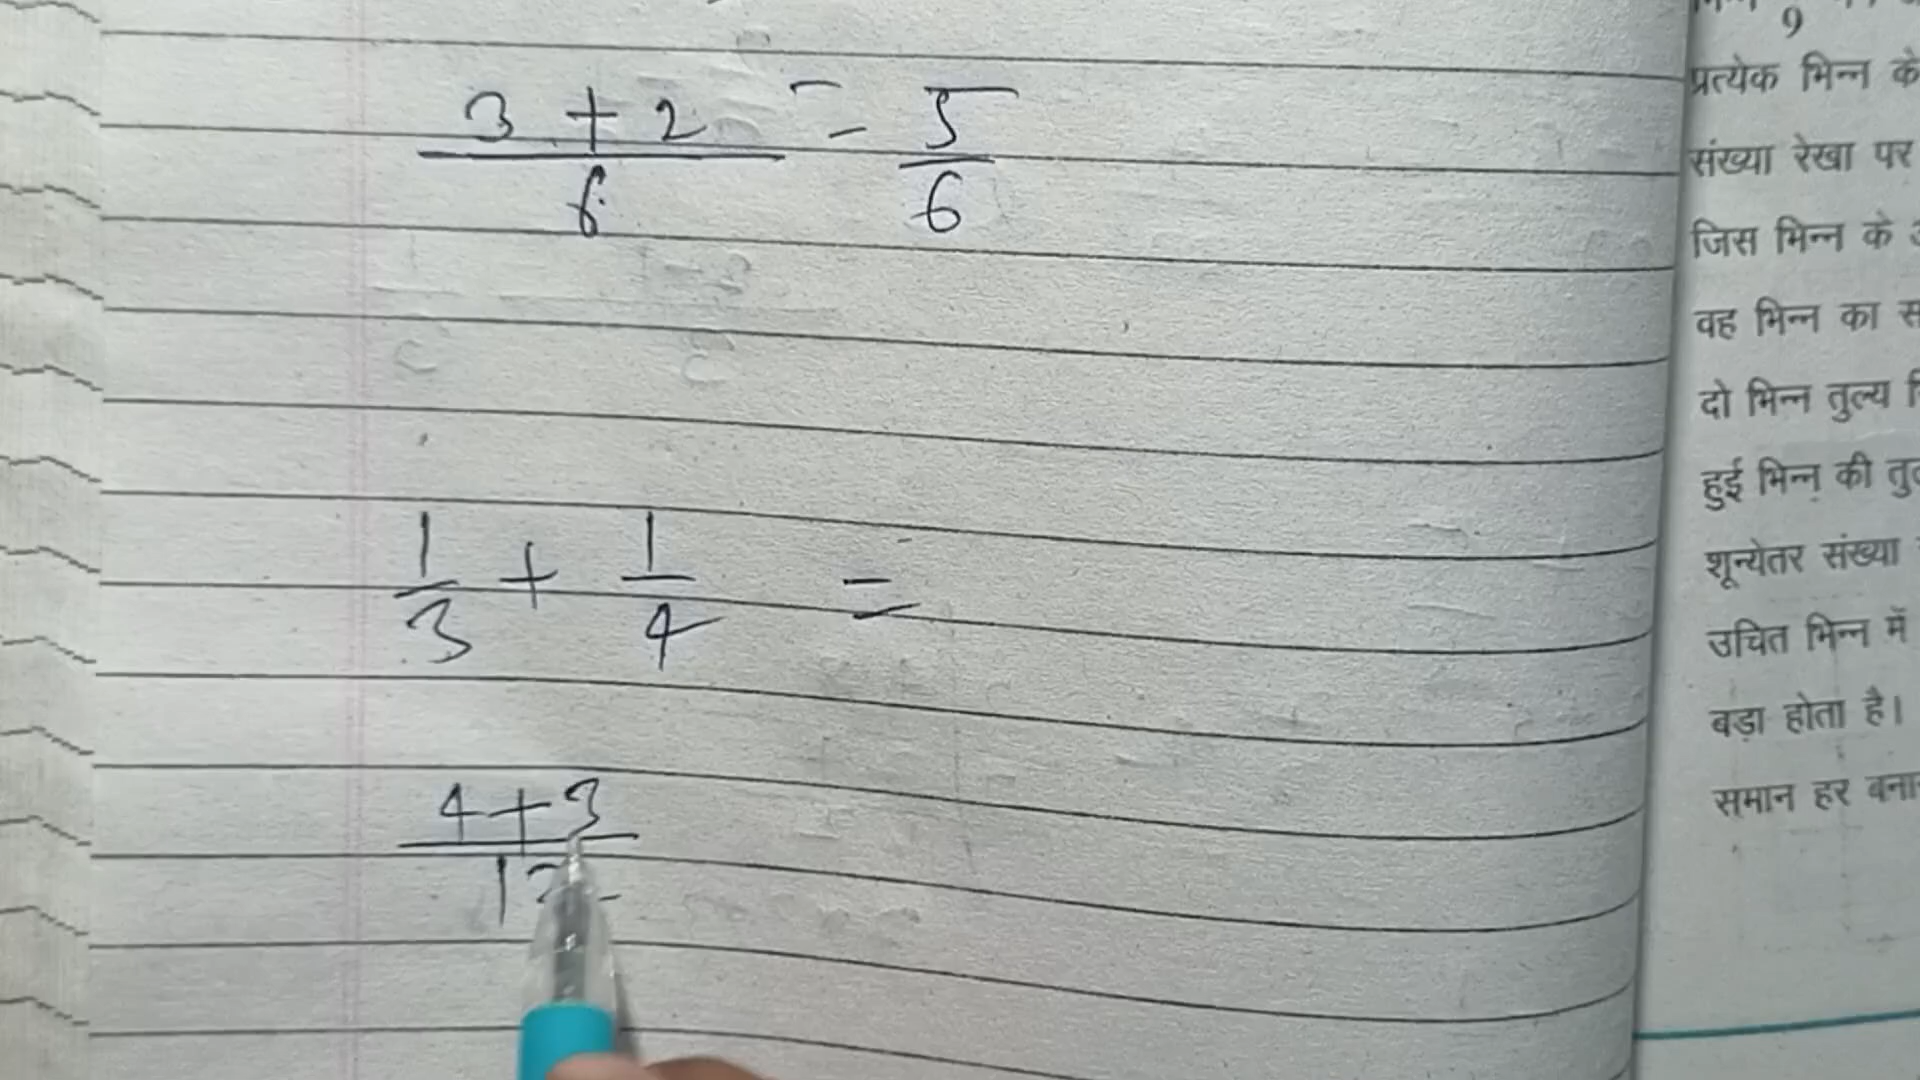 3 + 2 / 6 = 5 / 6
1/3 + 1/4 =
4+3 / 12
9
प्रत्येक भिन्न के
संख्या रेखा पर
जिस भिन्न के
वह भिन्न का
दो भिन्न तुल्य
हुई भिन्न की
शून्येतर संख्या
उचित भिन्न में
बड़ा होता है।
समान हर